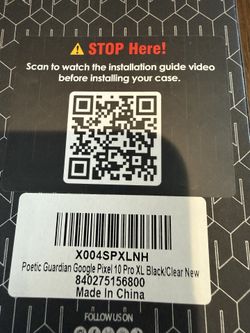 ⚠ STOP Here!
Scan to watch the installation guide video
before installing your case.
X004SPXLNH
Poetic Guardian Google Pixel 10 Pro XL Black/Clear New
840275156800
Made In China
FOLLOW US ON